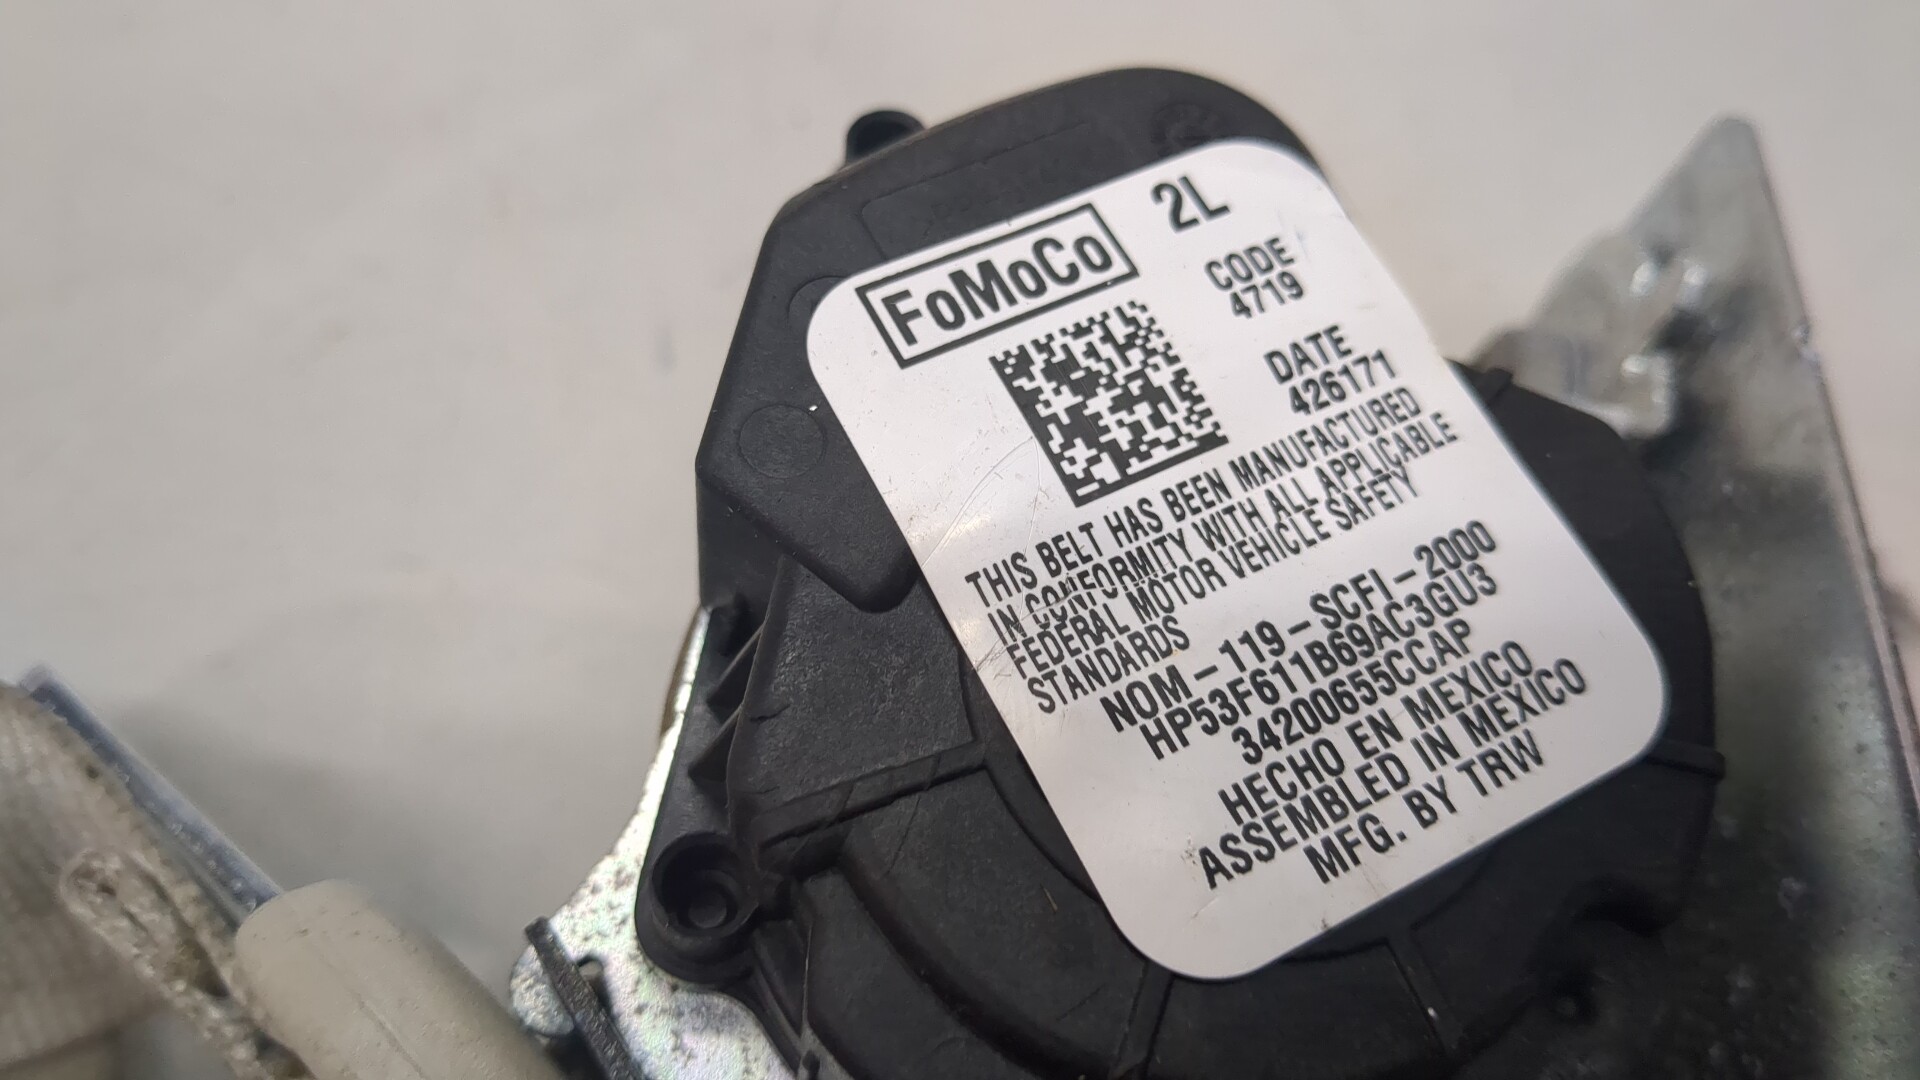 FoMoCo
2L
CODE
4719
DATE
426171
THIS BELT HAS BEEN MANUFACTURED
IN CONFORMITY WITH ALL APPLICABLE
FEDERAL MOTOR VEHICLE SAFETY
STANDARDS
NOM-119-SCFI-2000
HP53F611B69AC3GU3
34200655CCAP
HECHO EN MEXICO
ASSEMBLED IN MEXICO
MFG. BY TRW